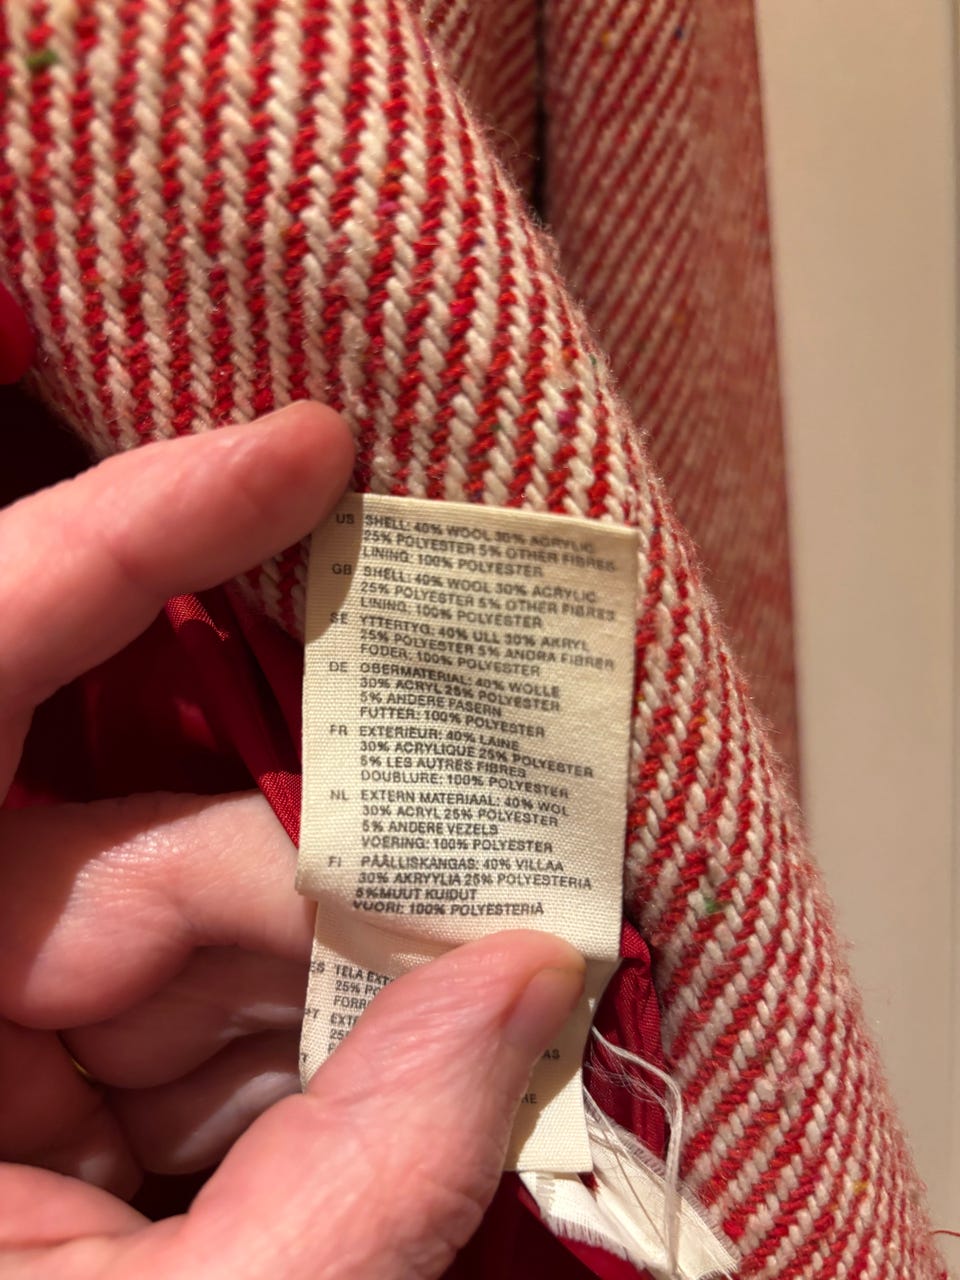 US SHELL: 40% WOOL 30% ACRYLIC
25% POLYESTER 5% OTHER FIBRES
LINING: 100% POLYESTER
GB SHELL: 40% WOOL 30% ACRYLIC
25% POLYESTER 5% OTHER FIBRES
LINING: 100% POLYESTER
SE YTTERTYG: 40% ULL 30% AKRYL
25% POLYESTER 5% ANDRA FIBRER
FODER: 100% POLYESTER
DE OBERMATERIAL: 40% WOLLE
30% ACRYL 25% POLYESTER
5% ANDERE FASERN
FUTTER: 100% POLYESTER
FR EXTERIEUR: 40% LAINE
30% ACRYLIQUE 25% POLYESTER
5% LES AUTRES FIBRES
DOUBLURE: 100% POLYESTER
NL EXTERN MATERIAAL: 40% WOL
30% ACRYL 25% POLYESTER
5% ANDERE VEZELS
VOERING: 100% POLYESTER
FI PÄÄLLISKANGAS: 40% VILLAA
30% AKRYYLIA 25% POLYESTERIA
5%MUUT KUIDUT
VUORI: 100% POLYESTERIA
ES TELA
25%